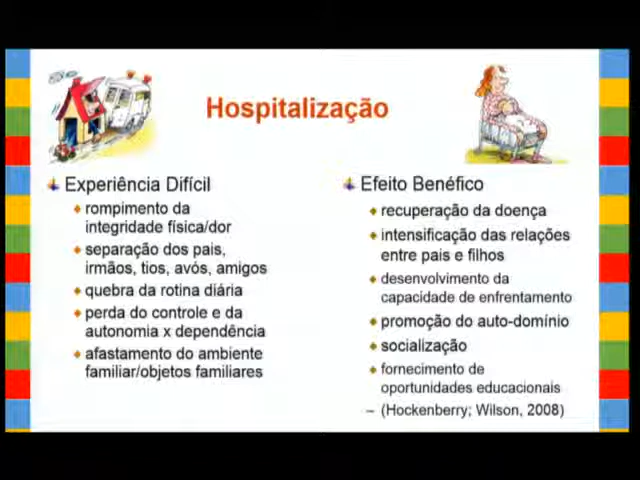 Hospitalização
Experiência Difícil
rompimento da
integridade física/dor
separação dos pais,
irmãos, tios, avós, amigos
quebra da rotina diária
perda do controle e da
autonomia x dependência
afastamento do ambiente
familiar/objetos familiares
Efeito Benéfico
recuperação da doença
intensificação das relações
entre pais e filhos
desenvolvimento da
capacidade de enfrentamento
promoção do auto-domínio
socialização
fornecimento de
oportunidades educacionais
– (Hockenberry; Wilson, 2008)